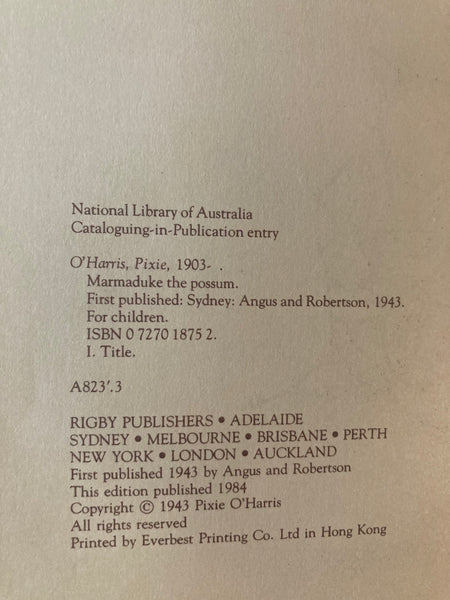 National Library of Australia
Cataloguing-in-Publication entry
O'Harris, Pixie, 1903- .
Marmaduke the possum.
First published: Sydney: Angus and Robertson, 1943.
For children.
ISBN 0 7270 1875 2.
I. Title.
A823'.3
RIGBY PUBLISHERS • ADELAIDE
SYDNEY • MELBOURNE • BRISBANE • PERTH
NEW YORK • LONDON • AUCKLAND
First published 1943 by Angus and Robertson
This edition published 1984
Copyright © 1943 Pixie O'Harris
All rights reserved
Printed by Everbest Printing Co. Ltd in Hong Kong